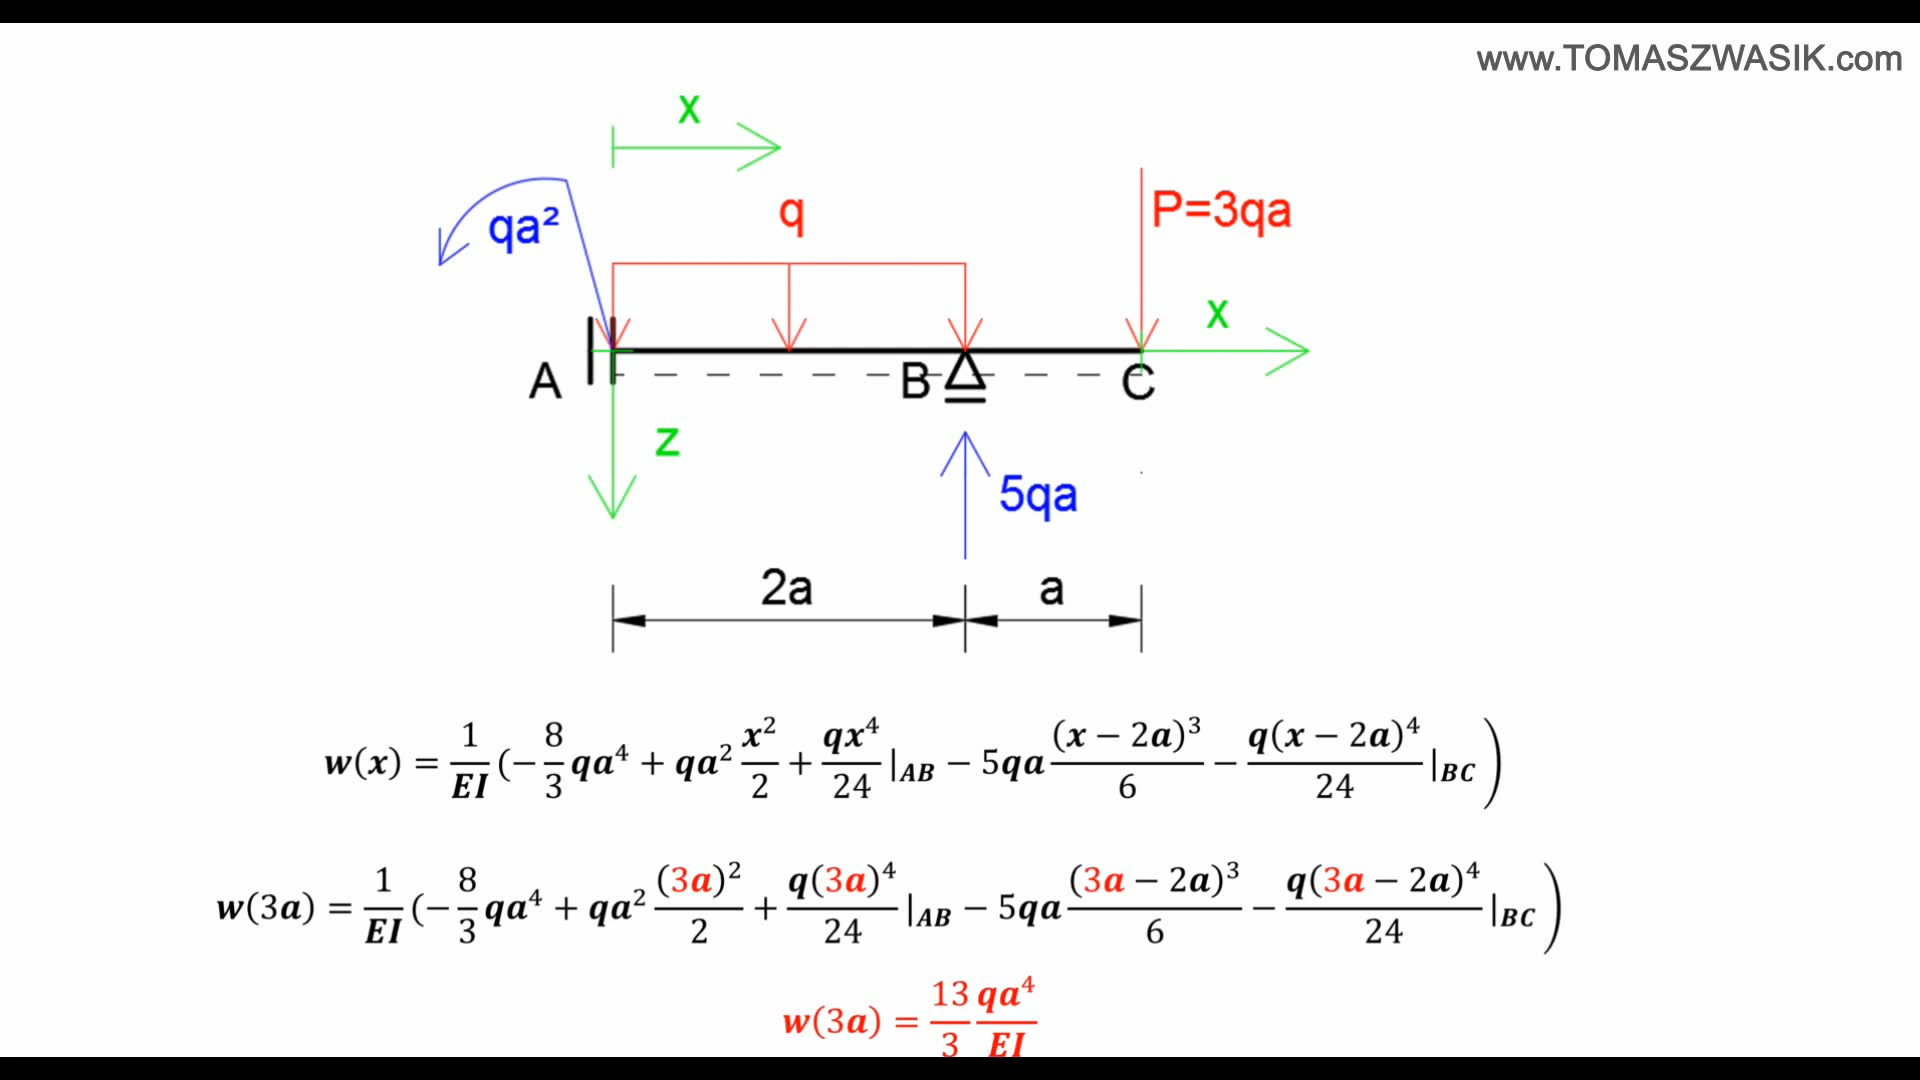 www.TOMASZWASIK.com
x
qa²
q
P=3qa
x
A
B
C
z
5qa
2a
a
w(x) = 1/EI (− 8/3 qa⁴ + qa² x²/2 + qx⁴/24 |AB − 5qa (x − 2a)³/6 − q(x − 2a)⁴/24 |BC)
w(3a) = 1/EI (− 8/3 qa⁴ + qa² (3a)²/2 + q(3a)⁴/24 |AB − 5qa (3a − 2a)³/6 − q(3a − 2a)⁴/24 |BC)
w(3a) = 13/3 qa⁴/EI